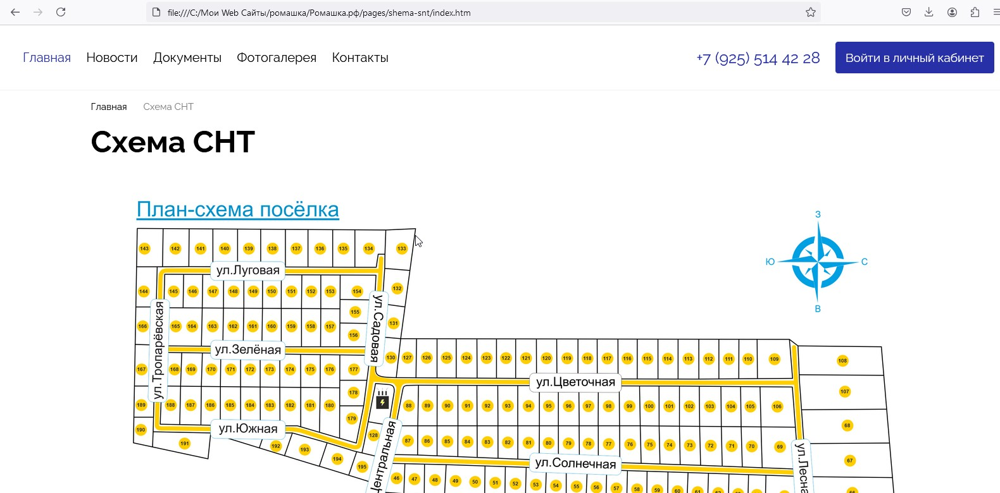 file:///C:/Мои Web Сайты/ромашка/Ромашка.рф/pages/shema-snt/index.htm
Главная Новости Документы Фотогалерея Контакты +7 (925) 514 42 28 Войти в личный кабинет
Главная Схема СНТ
Схема СНТ
План-схема посёлка
З
Ю С
В
143 142 141 140 139 138 137 136 135 134 133
ул.Луговая
144 145 146 147 148 149 150 151 152 153 154 132
155
ул.Тропарёвская
ул.Садовая
166 165 164 163 162 161 160 159 158 157 131
156
ул.Зелёная
130 127 126 125 124 123 122 121 120 119 118 117 116 115 114 113 112 111 110 109 108
167 168 169 170 171 172 173 174 175 176 177
ул.Цветочная
107
178
189 188 187 186 185 184 183 182 181 180
88 89 90 91 92 93 94 95 96 97 98 99 100 101 102 103 104 105 106
179
190
ул.Южная
68
128 87 86 85 84 83 82 81 80 79 78 77 76 75 74 73 72 71 70 69
191 192 193 194 195
Центральная
ул.Солнечная
ул.Лесна
67
46 47 48 49 50 51 52 53 54 55 56 57 58 59 60 61
66